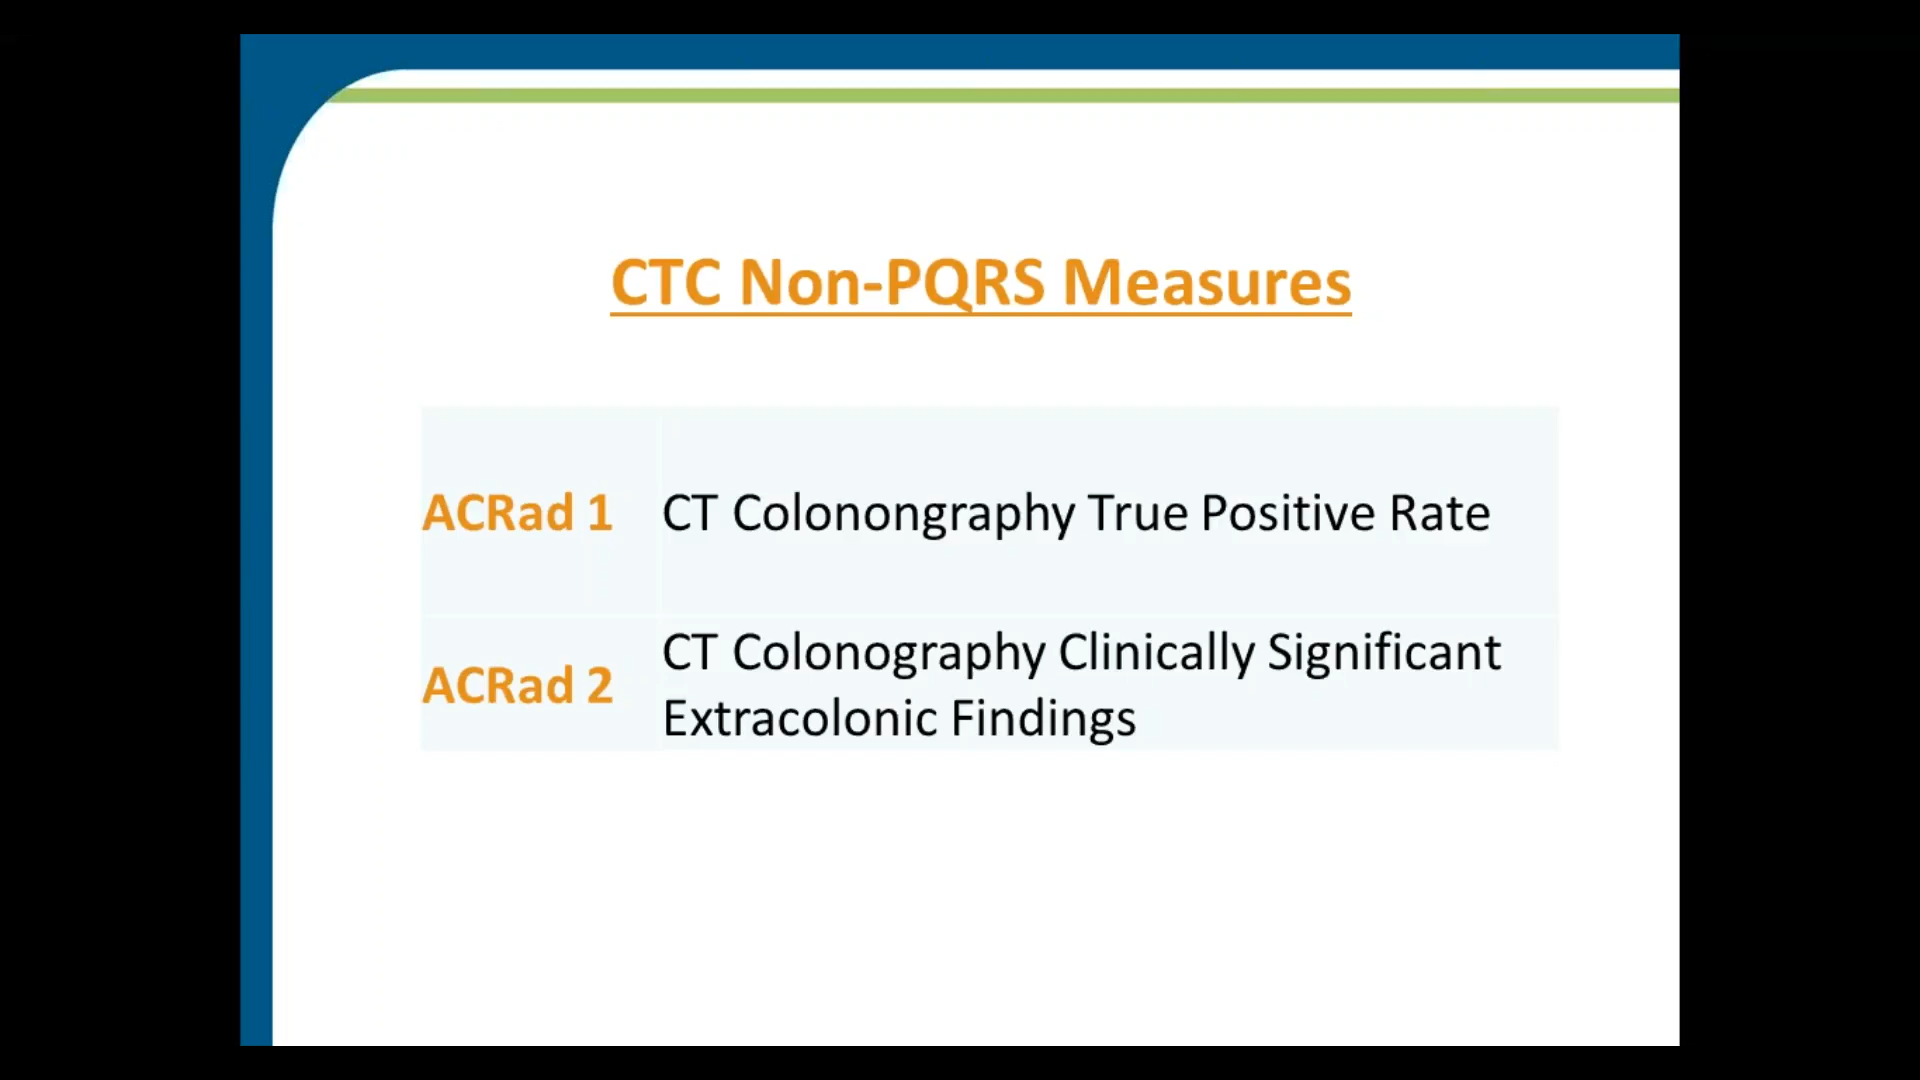 CTC Non-PQRS Measures
ACRad 1 CT Colonongraphy True Positive Rate
ACRad 2 CT Colonography Clinically Significant
Extracolonic Findings